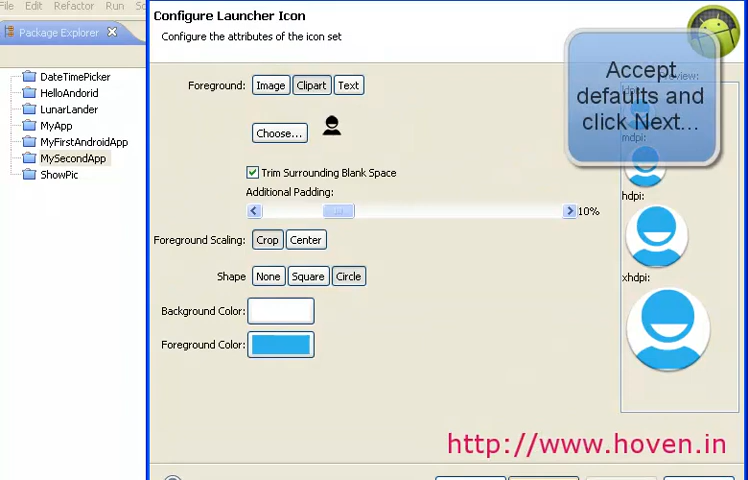 File Edit Refactor Run
Package Explorer
DateTimePicker
HelloAndorid
LunarLander
MyApp
MyFirstAndroidApp
MySecondApp
ShowPic
Configure Launcher Icon
Configure the attributes of the icon set
Foreground: Image Clipart Text
Choose...
Trim Surrounding Blank Space
Additional Padding:
10%
Foreground Scaling: Crop Center
Shape None Square Circle
Background Color:
Foreground Color:
Accept
defaults and
click Next...
Preview:
ldpi:
mdpi:
hdpi:
xhdpi:
http://www.hoven.in